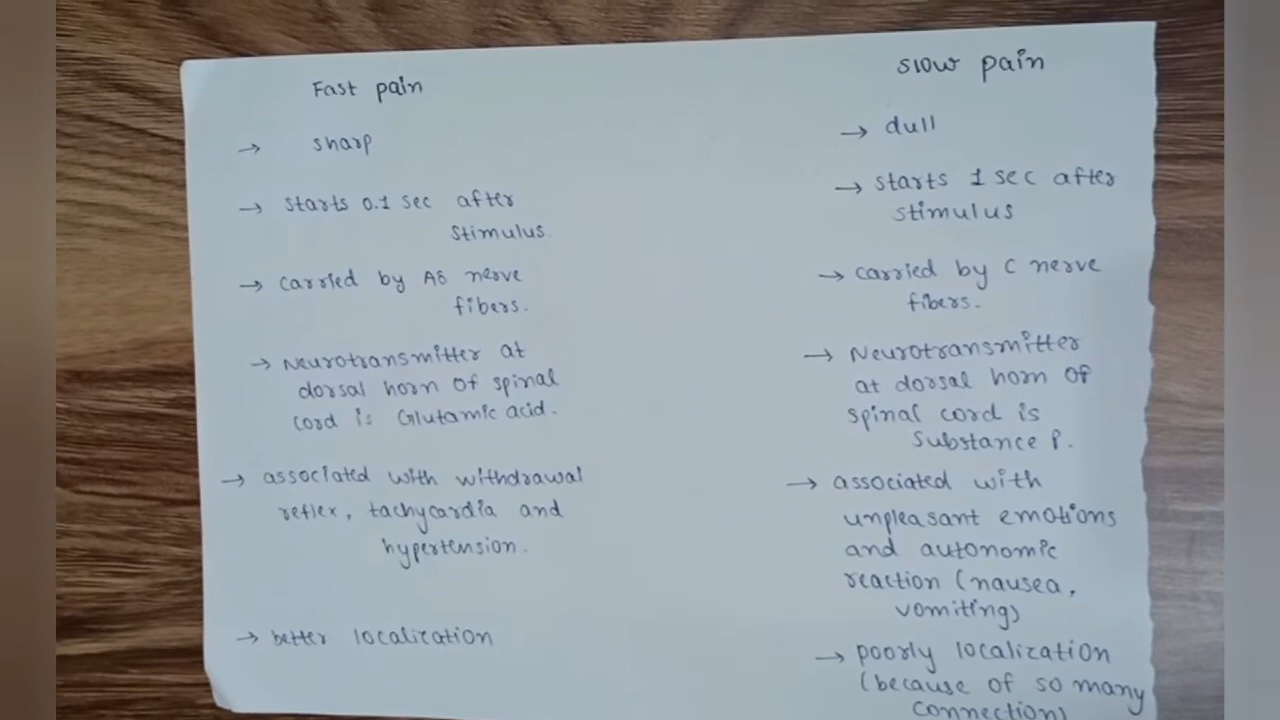 Fast pain
→ sharp
→ starts 0.1 sec after
stimulus.
→ carried by Aδ nerve
fibers.
→ Neurotransmitter at
dorsal horn of spinal
cord is Glutamic acid.
→ associated with withdrawal
reflex, tachycardia and
hypertension.
→ better localization
slow pain
→ dull
→ starts 1 sec after
stimulus
→ carried by C nerve
fibers.
→ Neurotransmitter
at dorsal horn of
spinal cord is
Substance P.
→ associated with
unpleasant emotions
and autonomic
reaction (nausea,
vomiting)
→ poorly localization
(because of so many
connection)